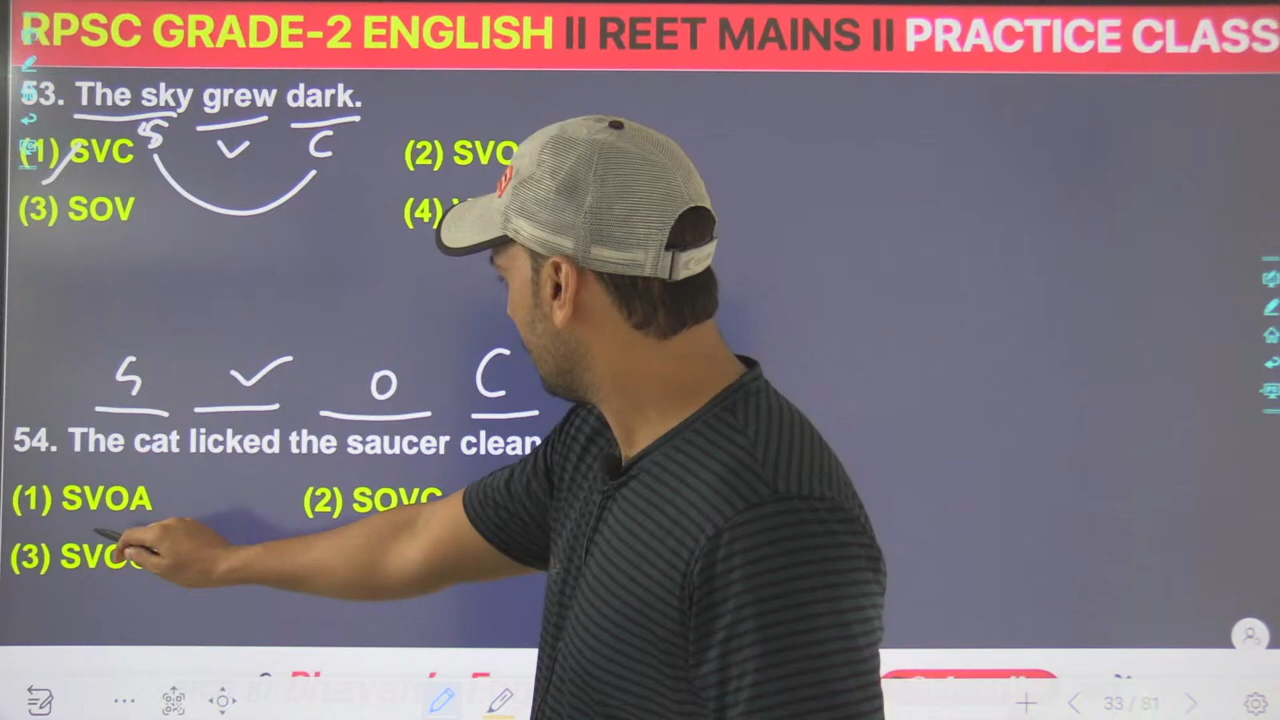 RPSC GRADE-2 ENGLISH II REET MAINS II PRACTICE CLASS
53. The sky grew dark.
S ✓ C
(1) SVC (2) SVO
(3) SOV (4)
S ✓ O C
54. The cat licked the saucer clean
(1) SVOA (2) SOVC
(3) SVO
33 / 81